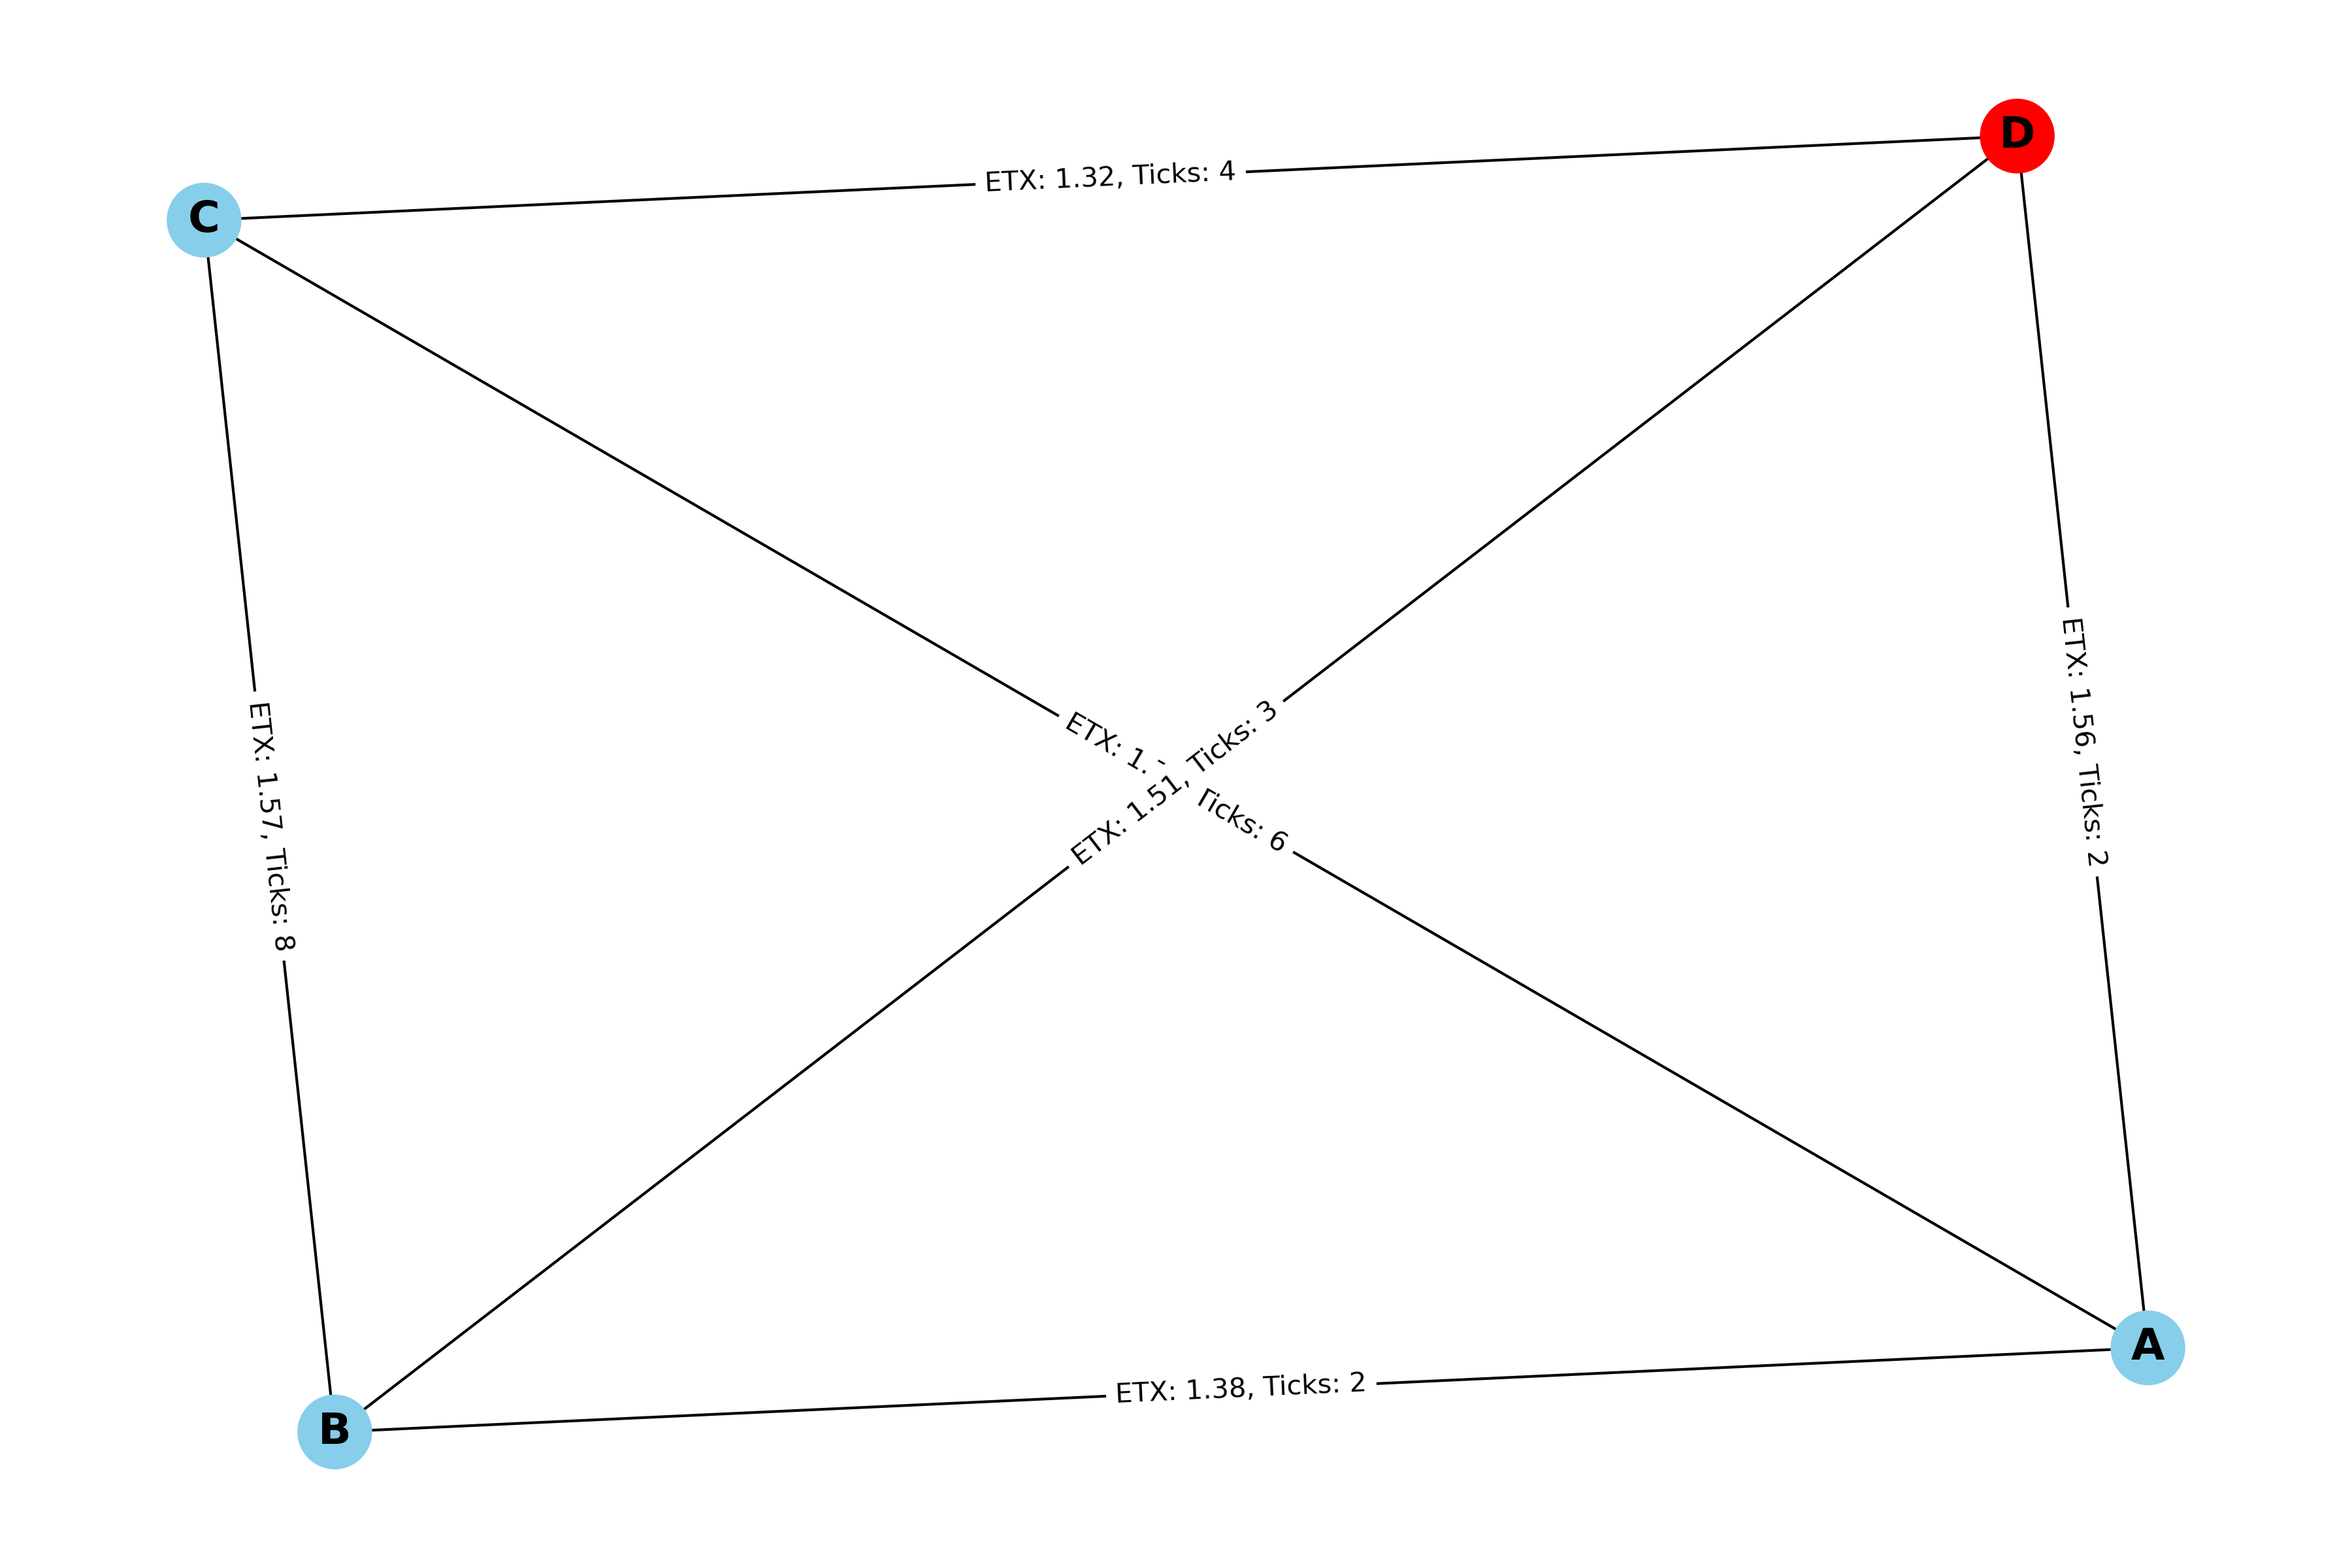 D
ETX: 1.32, Ticks: 4
C
ETX: 1.56, Ticks: 2
ETX: 1.57, Ticks: 8
ETX: 1.51, Ticks: 3
ETX: 1. Ticks: 6
A
ETX: 1.38, Ticks: 2
B